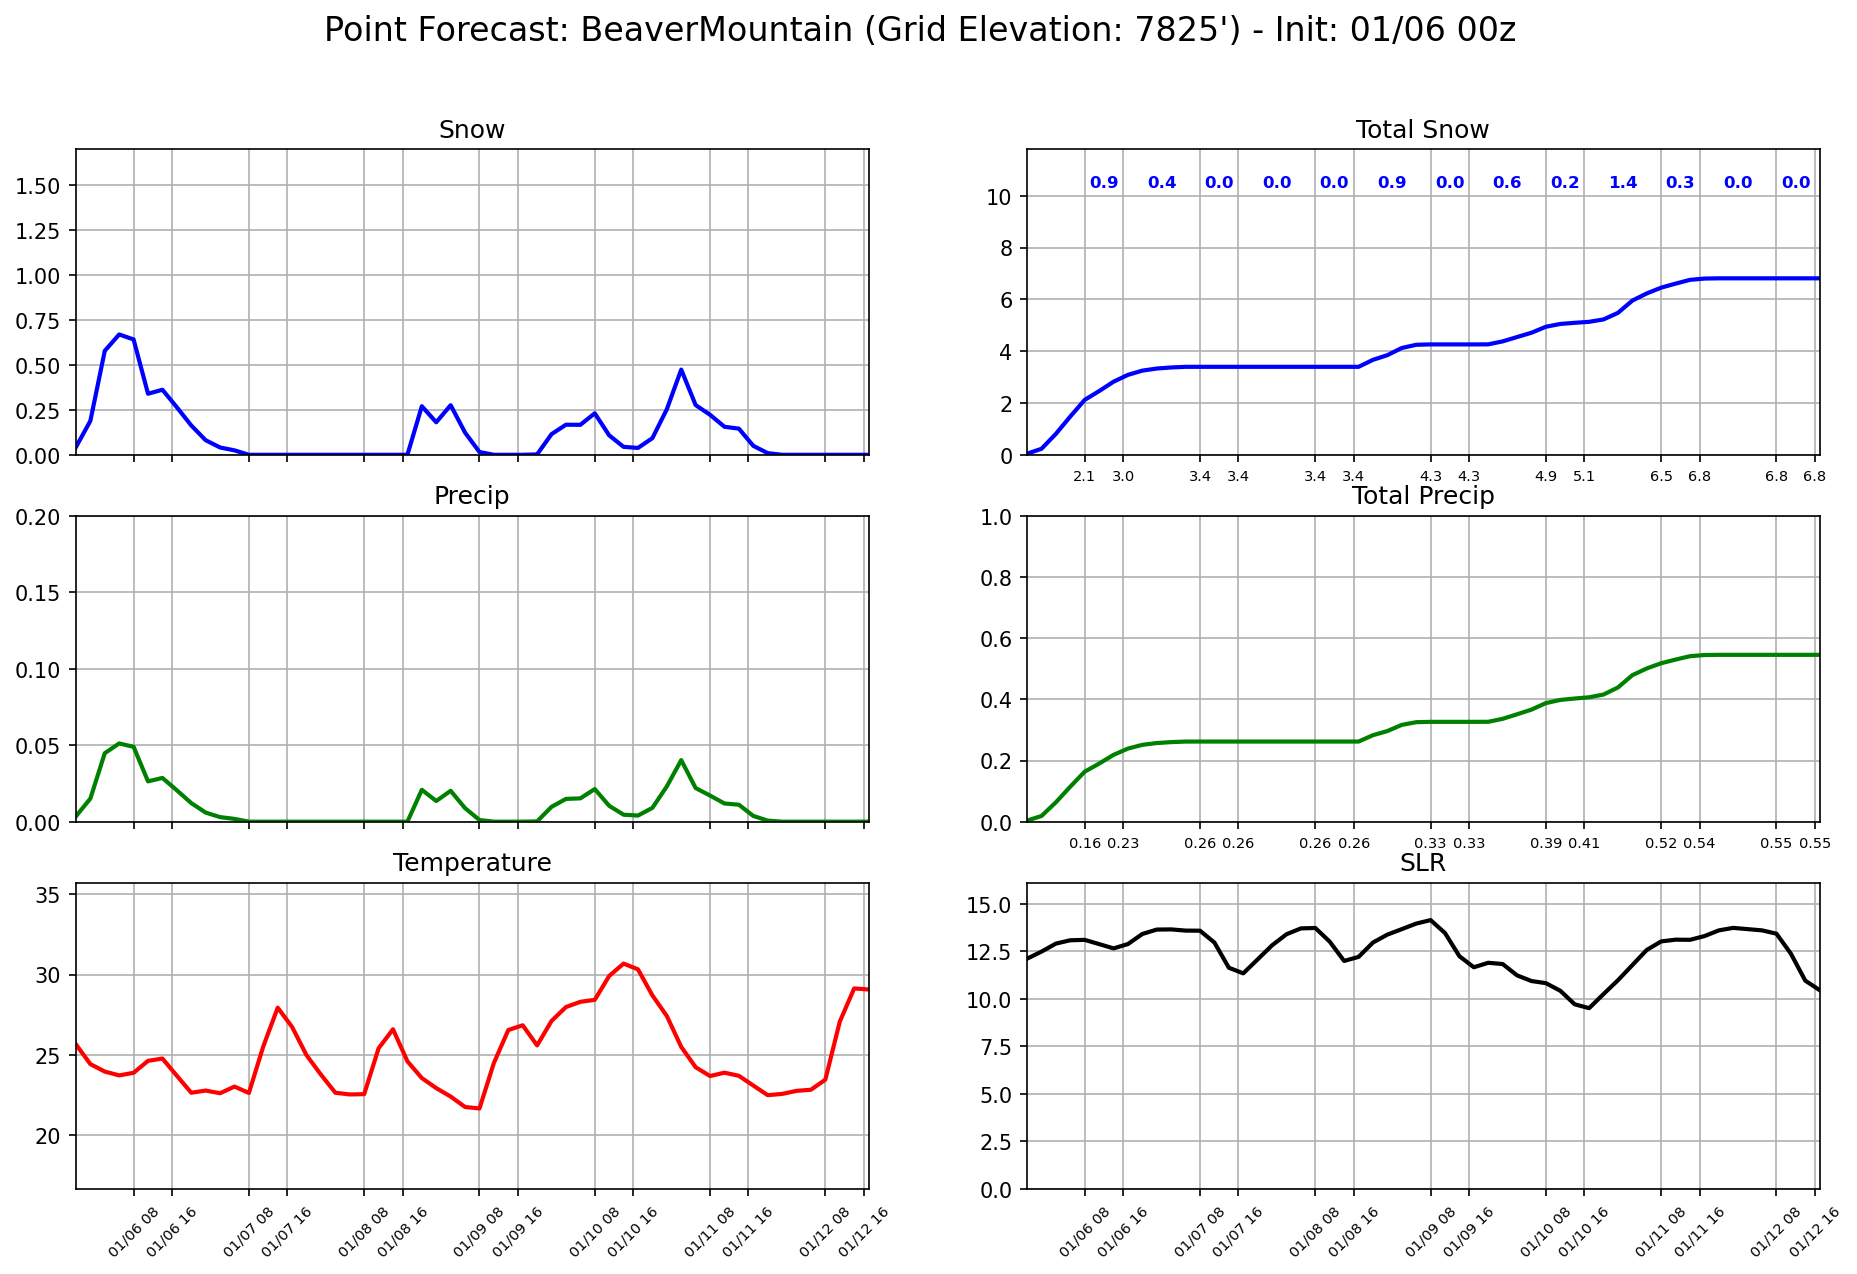 Point Forecast: BeaverMountain (Grid Elevation: 7825') - Init: 01/06 00z
Snow
1.50
1.25
1.00
0.75
0.50
0.25
0.00
Total Snow
0.9 0.4 0.0 0.0 0.0 0.9 0.0 0.6 0.2 1.4 0.3 0.0 0.0
10
8
6
4
2
0
2.1 3.0 3.4 3.4 3.4 3.4 4.3 4.3 4.9 5.1 6.5 6.8 6.8 6.8
Precip
0.20
0.15
0.10
0.05
0.00
Total Precip
1.0
0.8
0.6
0.4
0.2
0.0
0.16 0.23 0.26 0.26 0.26 0.26 0.33 0.33 0.39 0.41 0.52 0.54 0.55 0.55
Temperature
35
30
25
20
01/06 08 01/06 16 01/07 08 01/07 16 01/08 08 01/08 16 01/09 08 01/09 16 01/10 08 01/10 16 01/11 08 01/11 16 01/12 08 01/12 16
SLR
15.0
12.5
10.0
7.5
5.0
2.5
0.0
01/06 08 01/06 16 01/07 08 01/07 16 01/08 08 01/08 16 01/09 08 01/09 16 01/10 08 01/10 16 01/11 08 01/11 16 01/12 08 01/12 16